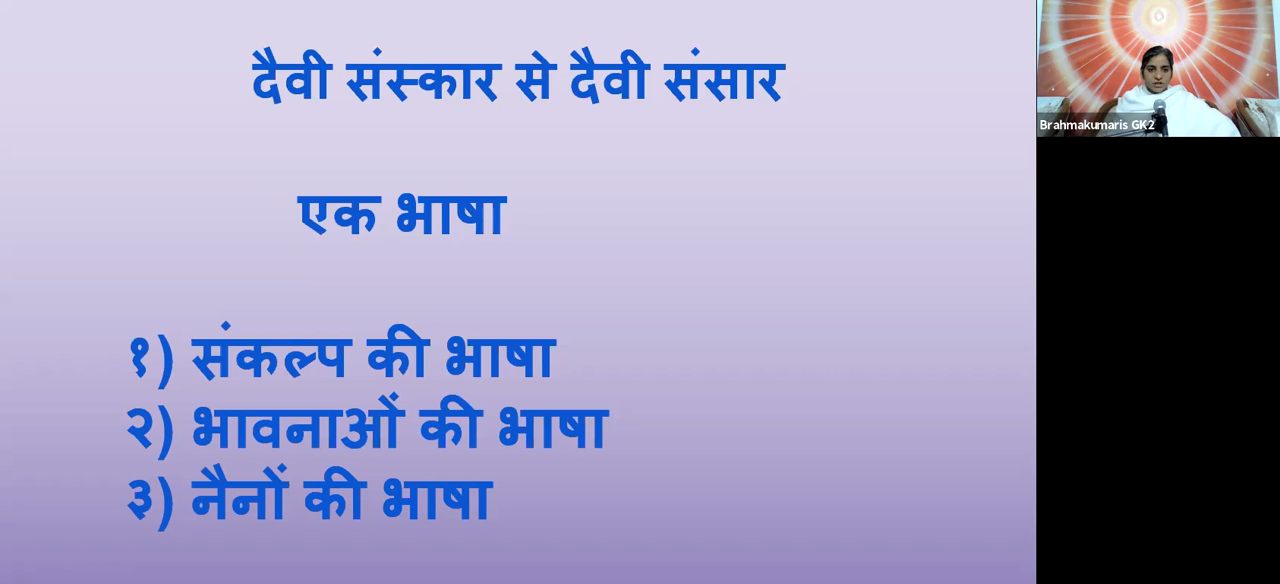 दैवी संस्कार से दैवी संसार
एक भाषा
१) संकल्प की भाषा
२) भावनाओं की भाषा
३) नैनों की भाषा
Brahmakumaris GK2